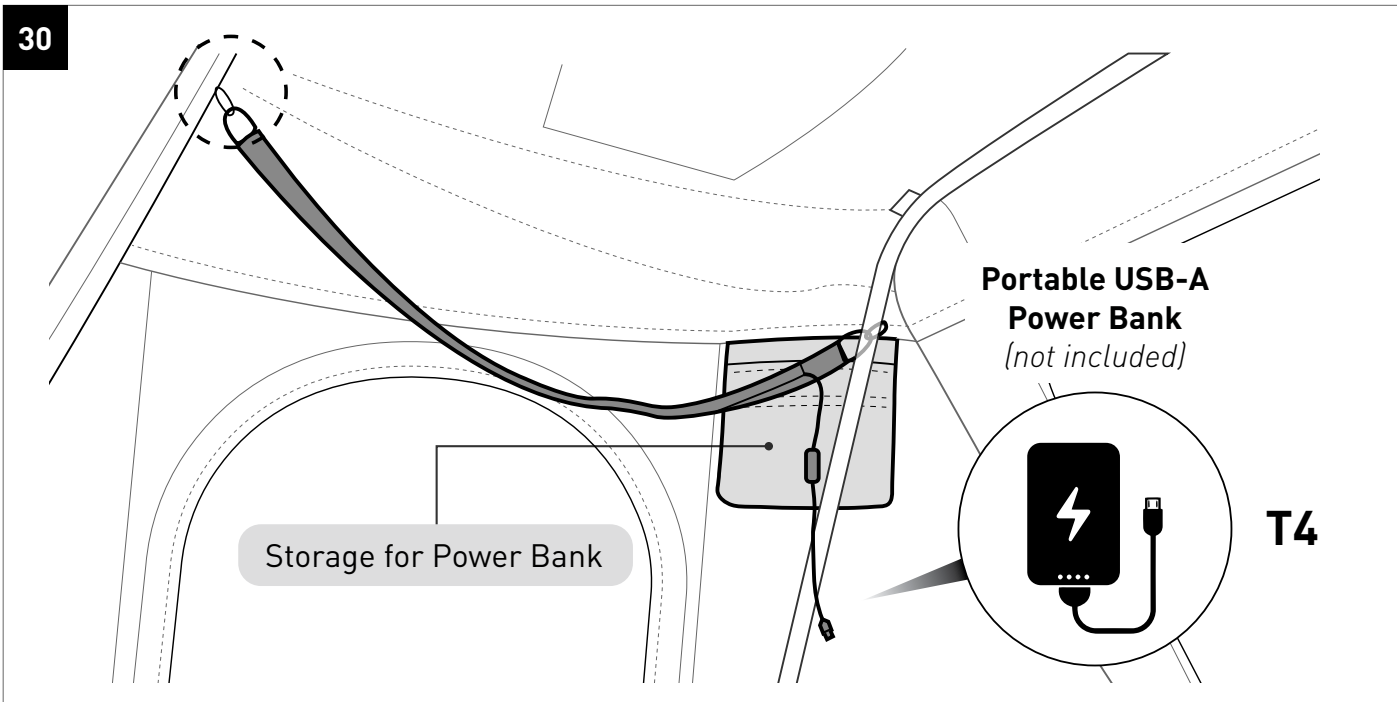 30
Portable USB-A
Power Bank
(not included)
T4
Storage for Power Bank